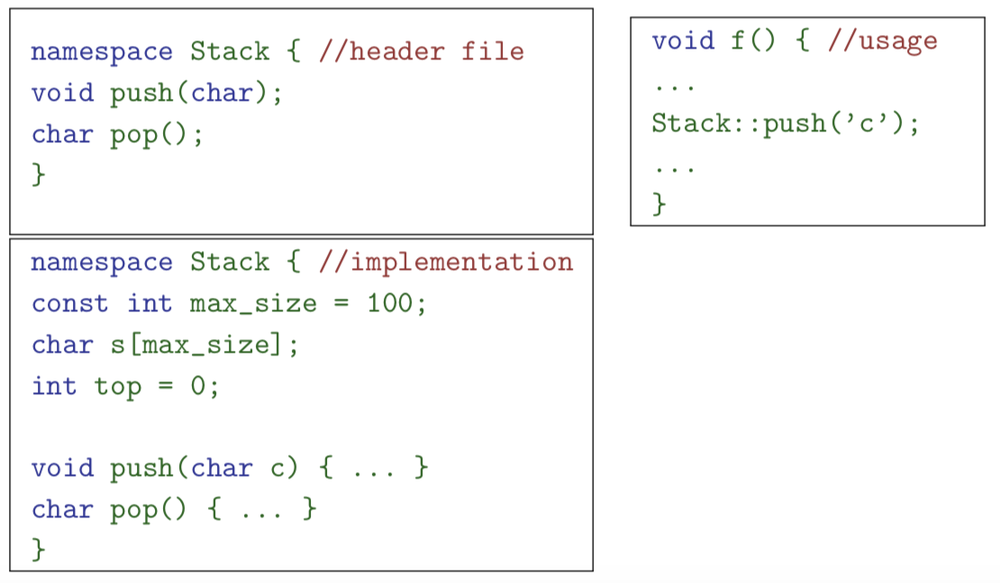 namespace Stack { //header file
void push(char);
char pop();
}
void f() { //usage
...
Stack::push(’c’);
...
}
namespace Stack { //implementation
const int max_size = 100;
char s[max_size];
int top = 0;
void push(char c) { ... }
char pop() { ... }
}